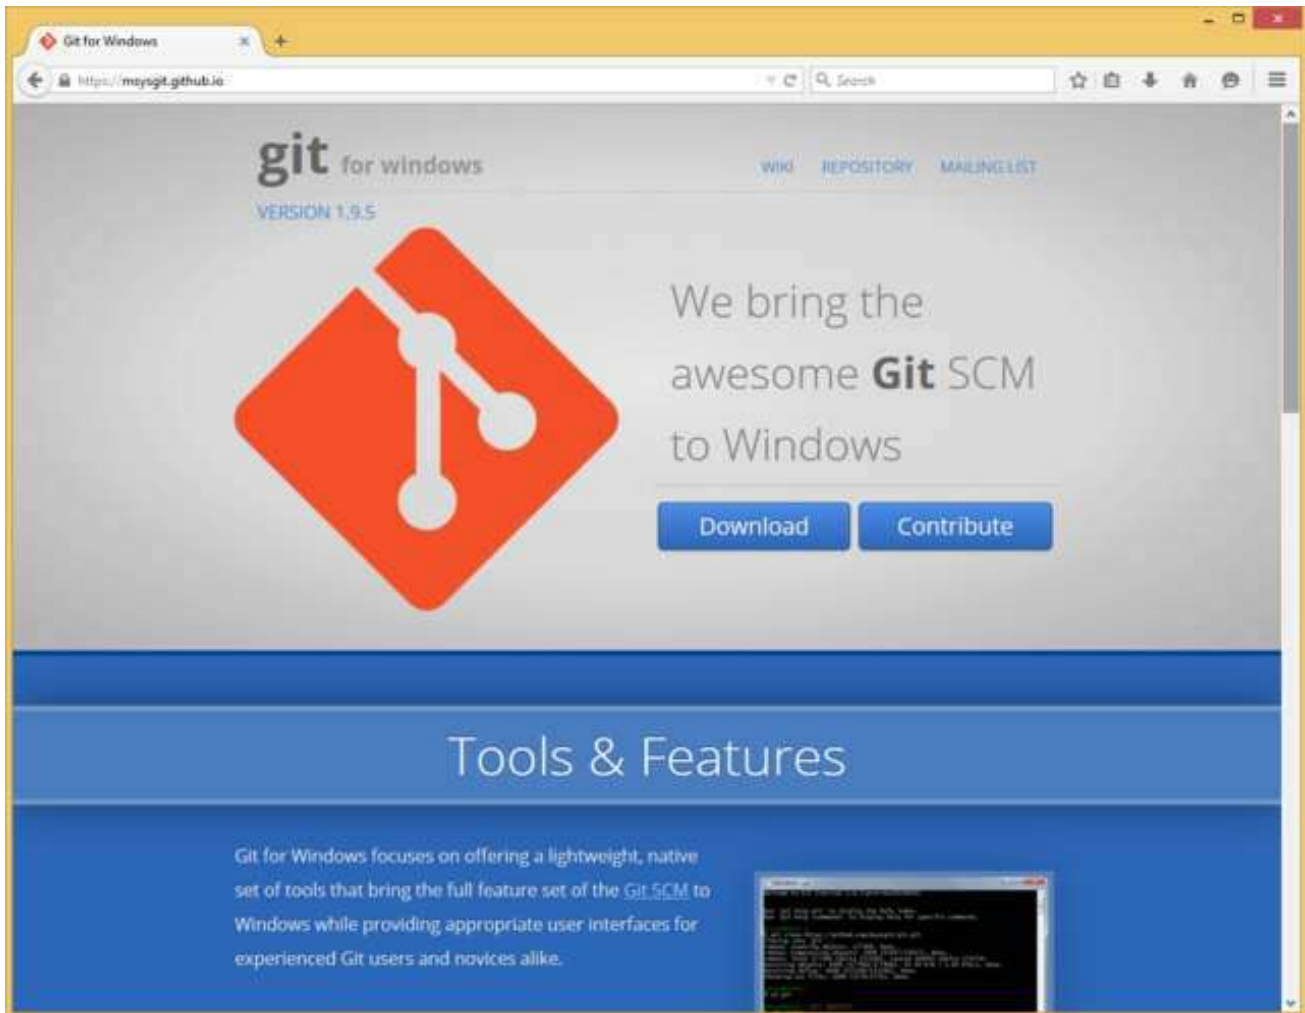 Git for Windows
https://msysgit.github.io
Search
git for windows
WIKI REPOSITORY MAILING LIST
VERSION 1.9.5
We bring the
awesome Git SCM
to Windows
Download Contribute
Tools & Features
Git for Windows focuses on offering a lightweight, native
set of tools that bring the full feature set of the Git SCM to
Windows while providing appropriate user interfaces for
experienced Git users and novices alike.